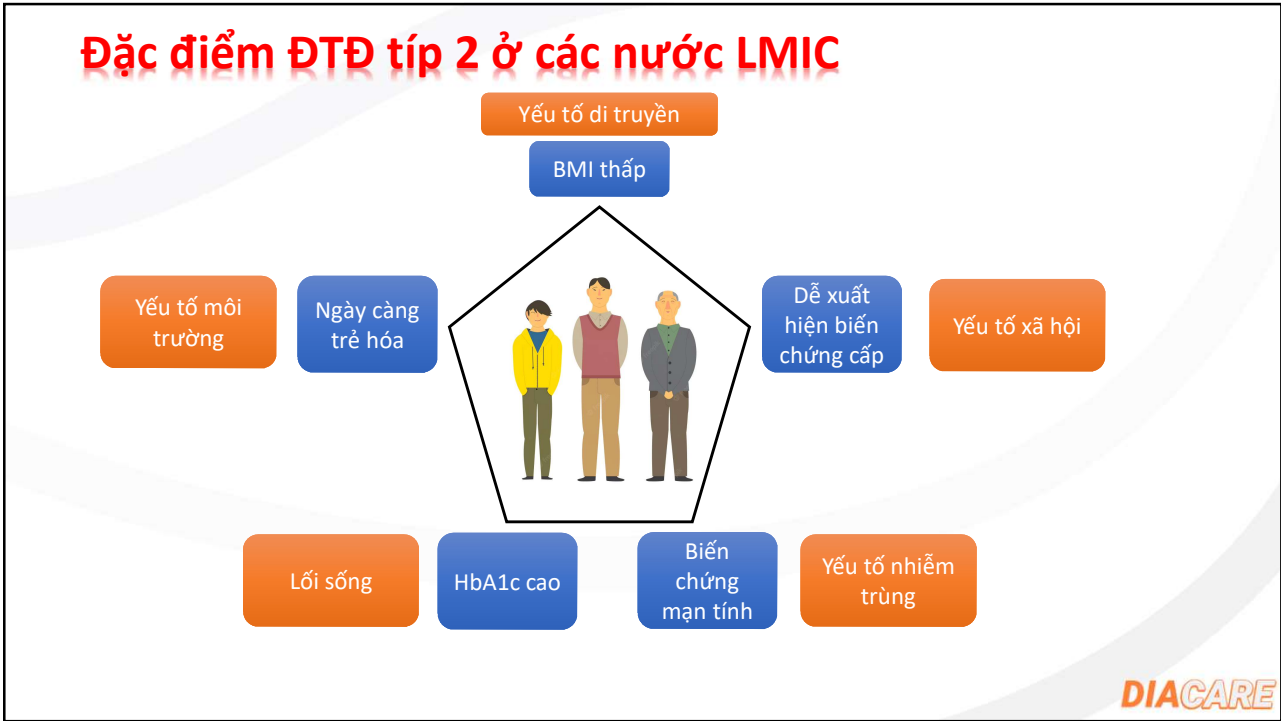 Đặc điểm ĐTĐ típ 2 ở các nước LMIC
Yếu tố di truyền
BMI thấp
Yếu tố môi
trường
Ngày càng
trẻ hóa
Dễ xuất
hiện biến
chứng cấp
Yếu tố xã hội
Lối sống
HbA1c cao
Biến
chứng
mạn tính
Yếu tố nhiễm
trùng
DIACARE